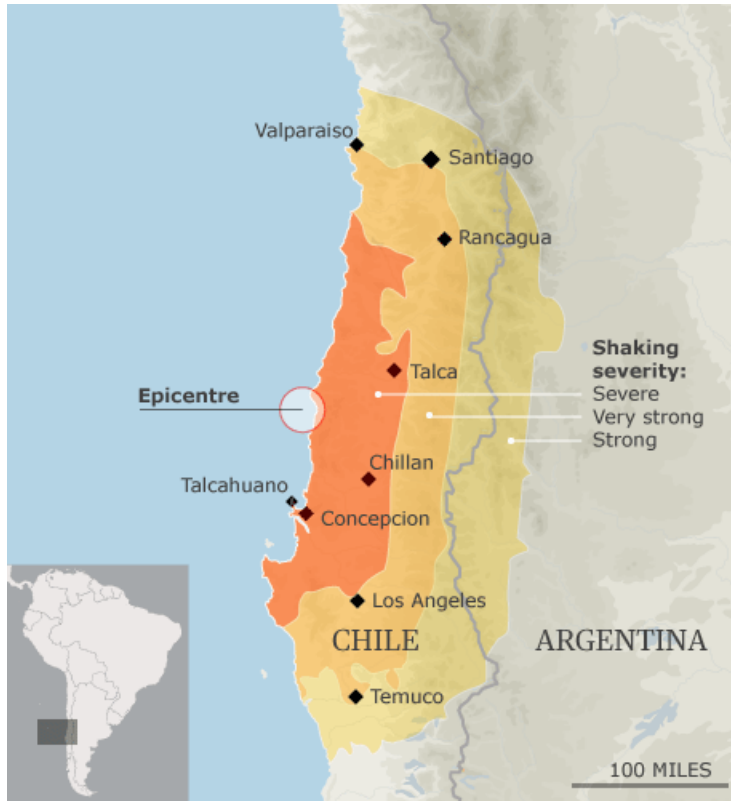 Valparaiso
Santiago
Rancagua
Shaking
severity:
Severe
Very strong
Strong
Talca
Epicentre
Chillan
Talcahuano
Concepcion
Los Angeles
CHILE
ARGENTINA
Temuco
100 MILES